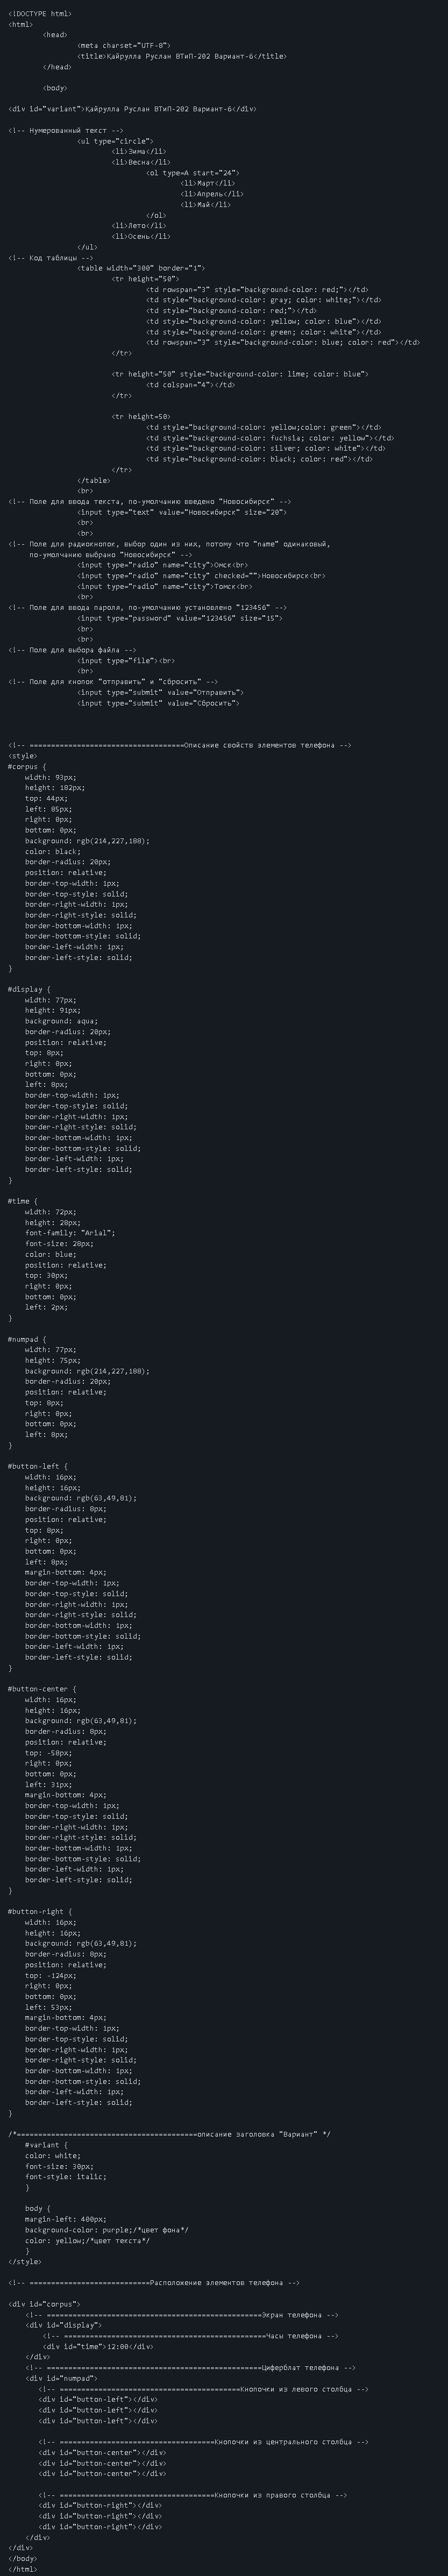 <!DOCTYPE html>
<html>
	<head>
		<meta charset="UTF-8">
		<title>Қайрулла Руслан ВТиП-202 Вариант-6</title>
	</head>

	<body>

<div id="variant">Қайрулла Руслан ВТиП-202 Вариант-6</div>

<!-- Нумерованный текст -->
		<ul type="circle">
			<li>Зима</li>
			<li>Весна</li>
				<ol type=A start="24">
					<li>Март</li>
					<li>Апрель</li>
					<li>Май</li>
				</ol>
			<li>Лето</li>
			<li>Осень</li>
		</ul>
<!-- Код таблицы -->
		<table width="300" border="1">
			<tr height="50">
				<td rowspan="3" style="background-color: red;"></td>
				<td style="background-color: gray; color: white;"></td>
				<td style="background-color: red;"></td>
				<td style="background-color: yellow; color: blue"></td>
				<td style="background-color: green; color: white"></td>
				<td rowspan="3" style="background-color: blue; color: red"></td>
			</tr>

			<tr height="50" style="background-color: lime; color: blue">
				<td colspan="4"></td>
			</tr>

			<tr height=50>
				<td style="background-color: yellow;color: green"></td>
				<td style="background-color: fuchsia; color: yellow"></td>
				<td style="background-color: silver; color: white"></td>
				<td style="background-color: black; color: red"></td>
			</tr>
		</table>
		<br>
<!-- Поле для ввода текста, по-умолчанию введено "Новосибирск" -->
		<input type="text" value="Новосибирск" size="20">
		<br>
		<br>
<!-- Поле для радиокнопок, выбор один из них, потому что "name" одинаковый,
     по-умолчанию выбрано "Новосибирск" -->
		<input type="radio" name="city">Омск<br>
		<input type="radio" name="city" checked="">Новосибирск<br>
		<input type="radio" name="city">Томск<br>
		<br>
<!-- Поле для ввода пароля, по-умолчанию установлено "123456" -->
		<input type="password" value="123456" size="15">
		<br>
		<br>
<!-- Поле для выбора файла -->
		<input type="file"><br>
		<br>
<!-- Поле для кнопок "отправить" и "сбросить" -->
		<input type="submit" value="Отправить">
		<input type="submit" value="Сбросить">

<!-- ====================================Описание свойств элементов телефона -->
<style>
#corpus {
    width: 93px;
    height: 182px;
    top: 44px;
    left: 85px;
    right: 0px;
    bottom: 0px;
    background: rgb(214,227,188);
    color: black;
    border-radius: 20px;
    position: relative;
    border-top-width: 1px;
    border-top-style: solid;
    border-right-width: 1px;
    border-right-style: solid;
    border-bottom-width: 1px;
    border-bottom-style: solid;
    border-left-width: 1px;
    border-left-style: solid;
}

#display {
    width: 77px;
    height: 91px;
    background: aqua;
    border-radius: 20px;
    position: relative;
    top: 8px;
    right: 0px;
    bottom: 0px;
    left: 8px;
    border-top-width: 1px;
    border-top-style: solid;
    border-right-width: 1px;
    border-right-style: solid;
    border-bottom-width: 1px;
    border-bottom-style: solid;
    border-left-width: 1px;
    border-left-style: solid;
}

#time {
    width: 72px;
    height: 28px;
    font-family: "Arial";
    font-size: 28px;
    color: blue;
    position: relative;
    top: 30px;
    right: 0px;
    bottom: 0px;
    left: 2px;
}

#numpad {
    width: 77px;
    height: 75px;
    background: rgb(214,227,188);
    border-radius: 20px;
    position: relative;
    top: 8px;
    right: 0px;
    bottom: 0px;
    left: 8px;
}

#button-left {
    width: 16px;
    height: 16px;
    background: rgb(63,49,81);
    border-radius: 8px;
    position: relative;
    top: 8px;
    right: 0px;
    bottom: 0px;
    left: 8px;
    margin-bottom: 4px;
    border-top-width: 1px;
    border-top-style: solid;
    border-right-width: 1px;
    border-right-style: solid;
    border-bottom-width: 1px;
    border-bottom-style: solid;
    border-left-width: 1px;
    border-left-style: solid;
}

#button-center {
    width: 16px;
    height: 16px;
    background: rgb(63,49,81);
    border-radius: 8px;
    position: relative;
    top: -58px;
    right: 0px;
    bottom: 0px;
    left: 31px;
    margin-bottom: 4px;
    border-top-width: 1px;
    border-top-style: solid;
    border-right-width: 1px;
    border-right-style: solid;
    border-bottom-width: 1px;
    border-bottom-style: solid;
    border-left-width: 1px;
    border-left-style: solid;
}

#button-right {
    width: 16px;
    height: 16px;
    background: rgb(63,49,81);
    border-radius: 8px;
    position: relative;
    top: -124px;
    right: 0px;
    bottom: 0px;
    left: 53px;
    margin-bottom: 4px;
    border-top-width: 1px;
    border-top-style: solid;
    border-right-width: 1px;
    border-right-style: solid;
    border-bottom-width: 1px;
    border-bottom-style: solid;
    border-left-width: 1px;
    border-left-style: solid;
}

/*==========================================описание заголовка "Вариант" */
    #variant {
    color: white;
    font-size: 30px;
    font-style: italic;
    }

    body {
    margin-left: 400px;
    background-color: purple;/*цвет фона*/
    color: yellow;/*цвет текста*/
    }
</style>

<!-- ============================Расположение элементов телефона -->

<div id="corpus">
    <!-- ==================================================Экран телефона -->
    <div id="display">
        <!-- ===============================================Часы телефона -->
        <div id="time">12:00</div>
    </div>
    <!-- ==================================================Циферблат телефона -->
    <div id="numpad">
       <!-- ==========================================Кнопочки из левого столбца -->
       <div id="button-left"></div>
       <div id="button-left"></div>
       <div id="button-left"></div>

       <!-- ====================================Кнопочки из центрального столбца -->
       <div id="button-center"></div>
       <div id="button-center"></div>
       <div id="button-center"></div>

       <!-- ====================================Кнопочки из правого столбца -->
       <div id="button-right"></div>
       <div id="button-right"></div>
       <div id="button-right"></div>
    </div>
</div>
</body>
</html>